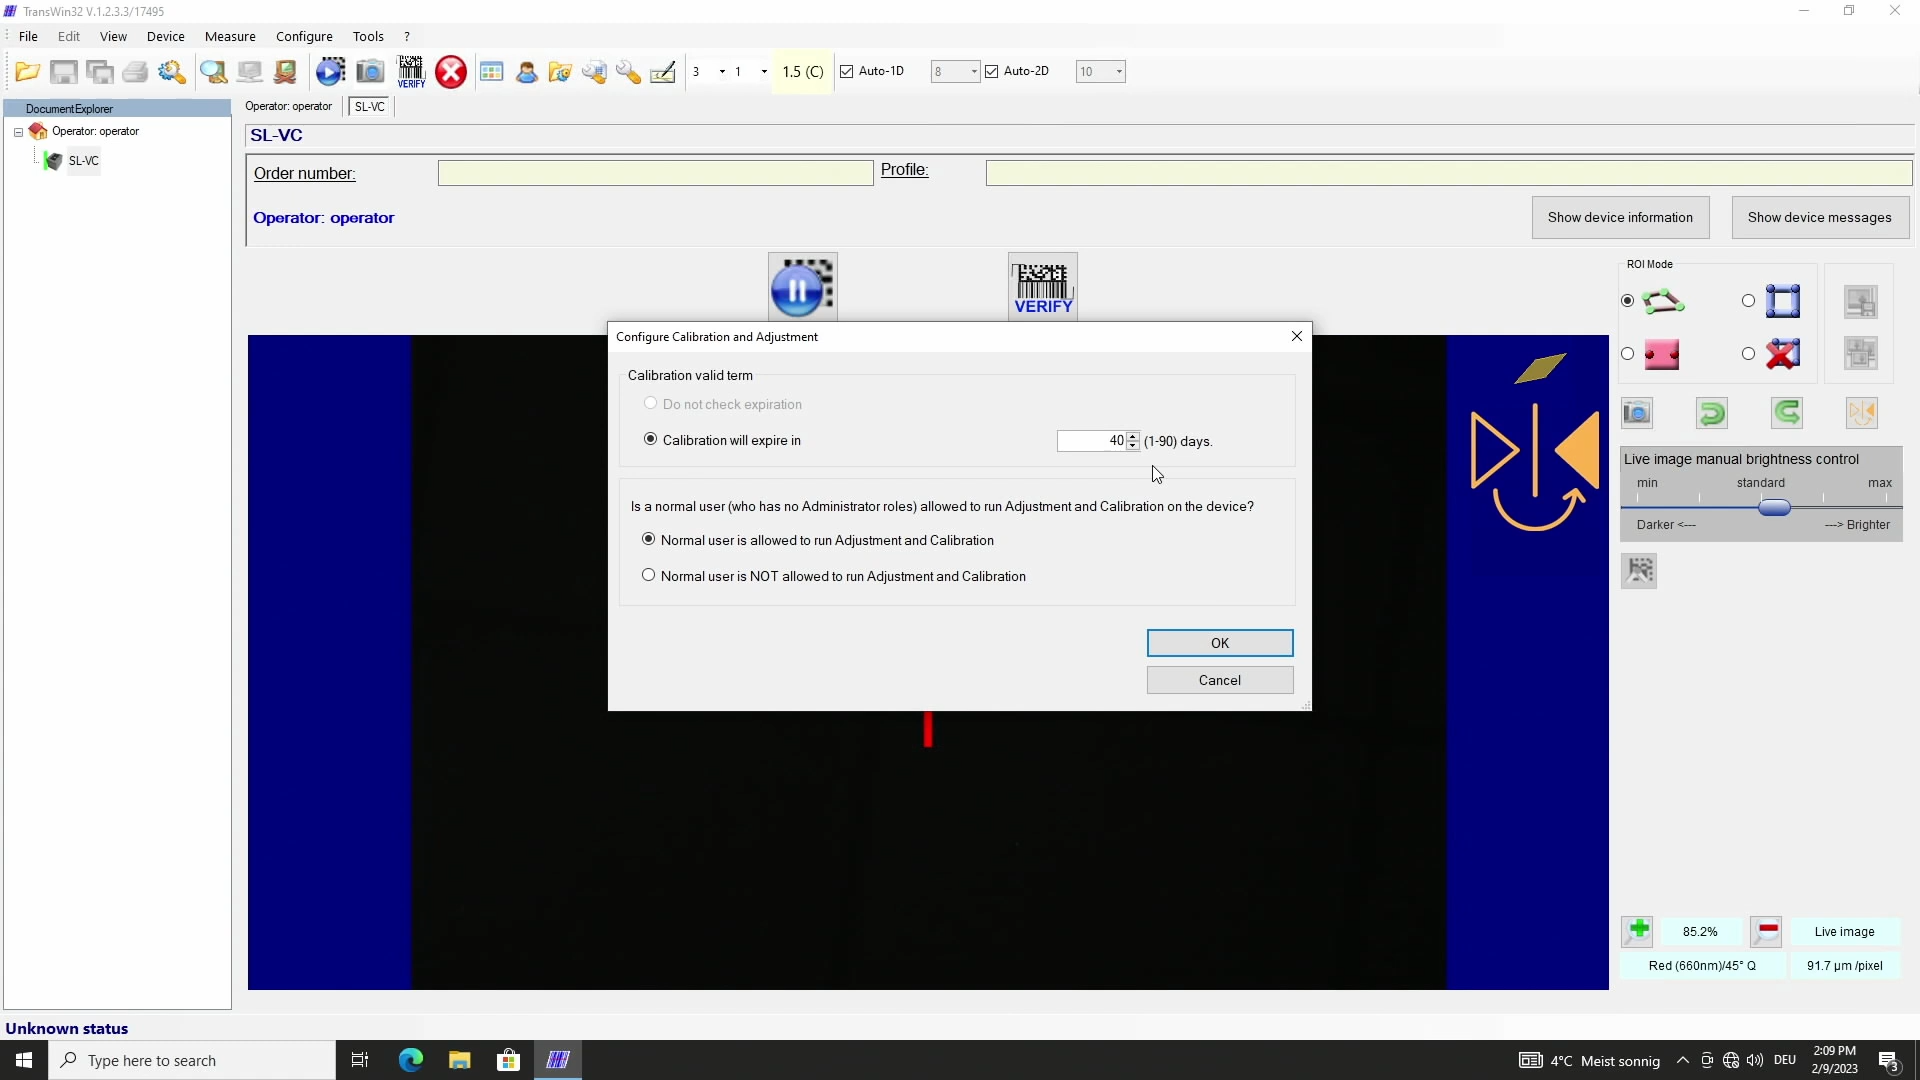 TransWin32 V.1.2.3.3/17495
File Edit View Device Measure Configure Tools ?
VERIFY 3 1 1.5 (C) Auto-1D 8 Auto-2D 10
DocumentExplorer
Operator: operator
SL-VC
Operator: operator SL-VC
SL-VC
Order number: Profile:
Operator: operator Show device information Show device messages
VERIFY
ROI Mode
Configure Calibration and Adjustment
Calibration valid term
Do not check expiration
Calibration will expire in 40 (1-90) days.
Is a normal user (who has no Administrator roles) allowed to run Adjustment and Calibration on the device?
Normal user is allowed to run Adjustment and Calibration
Normal user is NOT allowed to run Adjustment and Calibration
OK
Cancel
Live image manual brightness control
min standard max
Darker <--- ---> Brighter
85.2% Live image
Red (660nm)/45° Q 91.7 µm /pixel
Unknown status
Type here to search
4°C Meist sonnig DEU
2:09 PM
2/9/2023
3